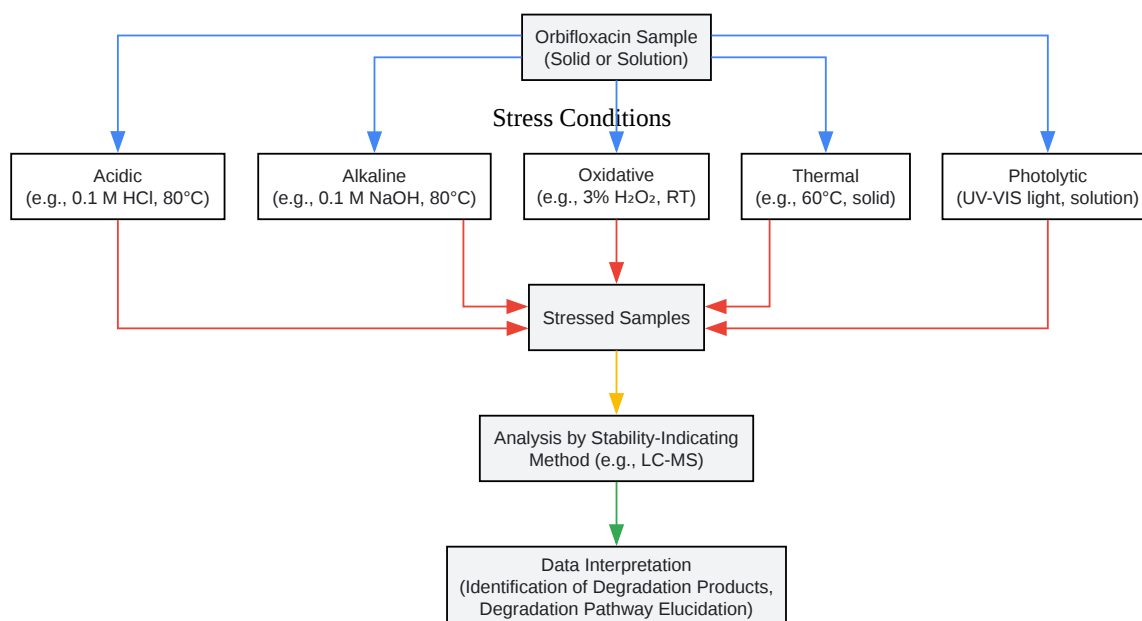 Orbifloxacin Sample
(Solid or Solution)
Stress Conditions
Acidic
(e.g., 0.1 M HCl, 80°C)
Alkaline
(e.g., 0.1 M NaOH, 80°C)
Oxidative
(e.g., 3% H₂O₂, RT)
Thermal
(e.g., 60°C, solid)
Photolytic
(UV-VIS light, solution)
Stressed Samples
Analysis by Stability-Indicating
Method (e.g., LC-MS)
Data Interpretation
(Identification of Degradation Products,
Degradation Pathway Elucidation)